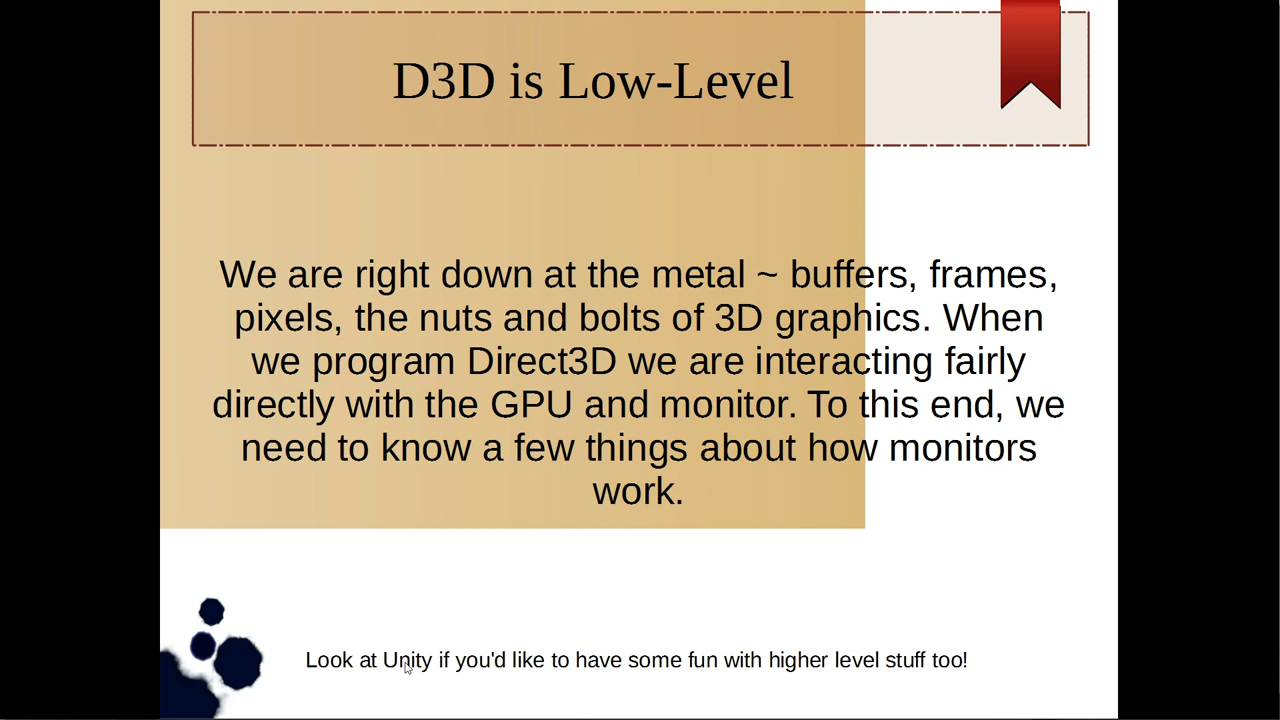 D3D is Low-Level
We are right down at the metal ~ buffers, frames,
pixels, the nuts and bolts of 3D graphics. When
we program Direct3D we are interacting fairly
directly with the GPU and monitor. To this end, we
need to know a few things about how monitors
work.
Look at Unity if you'd like to have some fun with higher level stuff too!